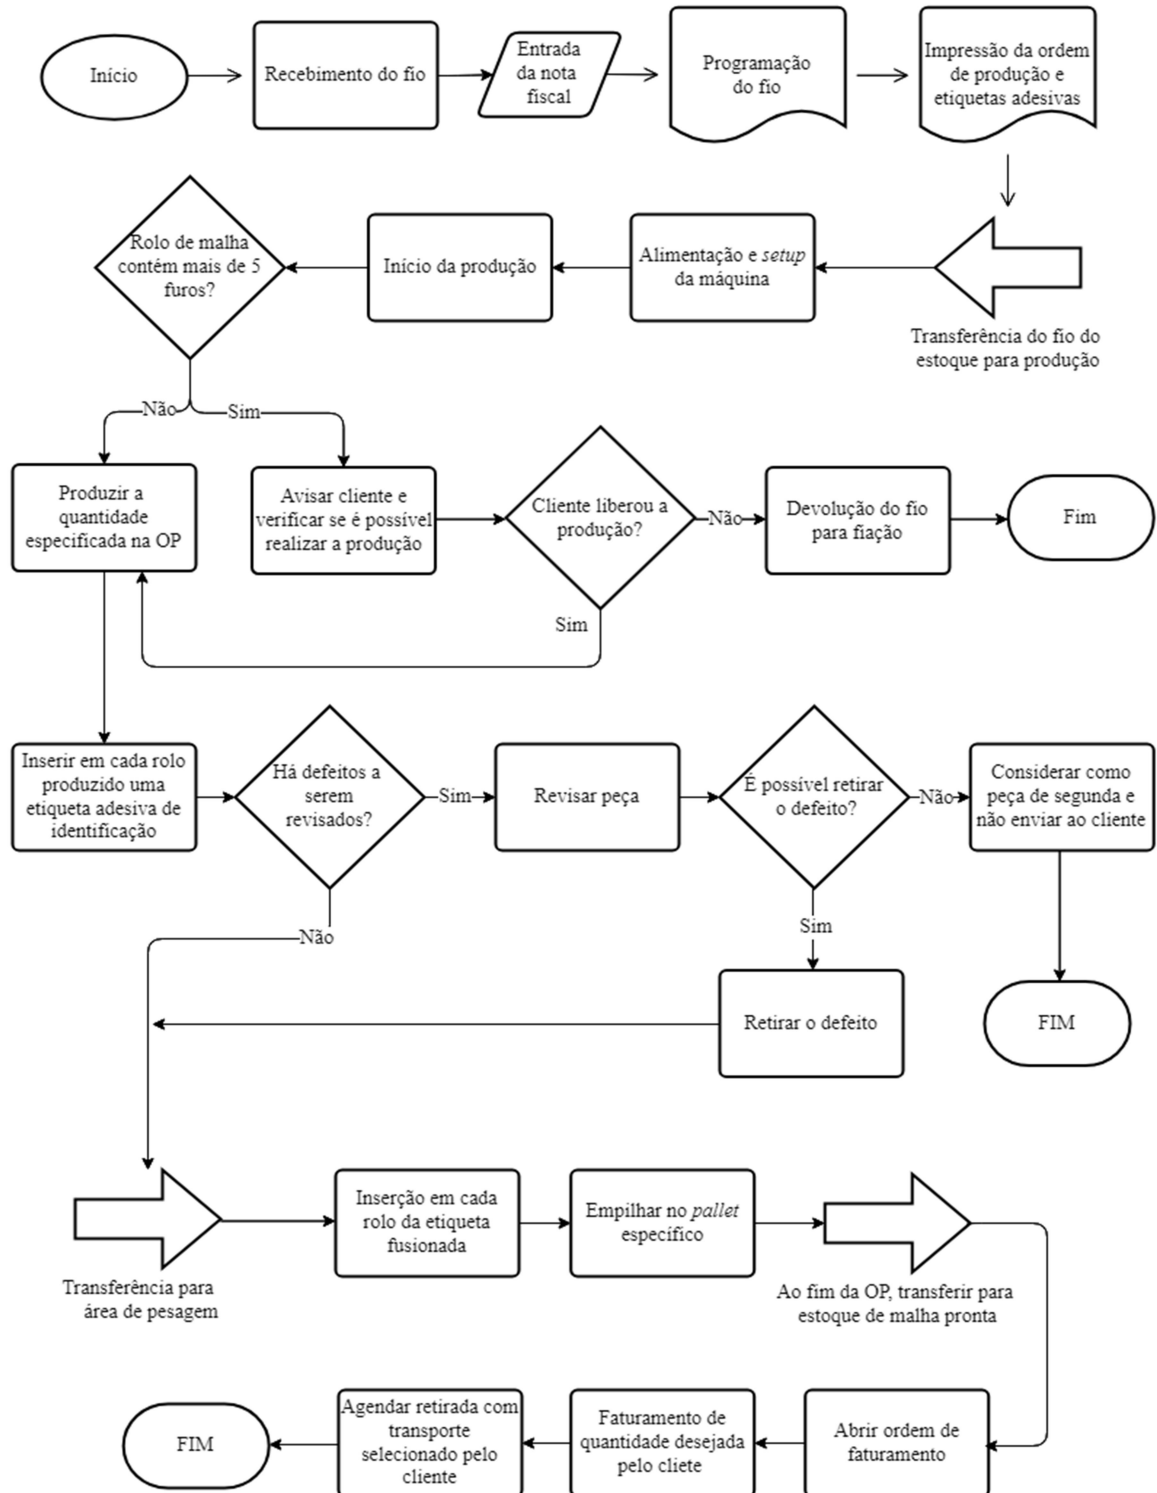 Início
Recebimento do fio
Entrada
da nota
fiscal
Programação
do fio
Impressão da ordem
de produção e
etiquetas adesivas
Transferência do fio do
estoque para produção
Alimentação e setup
da máquina
Início da produção
Rolo de malha
contém mais de 5
furos?
Não
Sim
Produzir a
quantidade
especificada na OP
Avisar cliente e
verificar se é possível
realizar a produção
Cliente liberou a
produção?
Não
Devolução do fio
para fiação
Fim
Sim
Inserir em cada rolo
produzido uma
etiqueta adesiva de
identificação
Há defeitos a
serem
revisados?
Sim
Revisar peça
É possível retirar
o defeito?
Não
Considerar como
peça de segunda e
não enviar ao cliente
Não
Sim
Retirar o defeito
FIM
Transferência para
área de pesagem
Inserção em cada
rolo da etiqueta
fusionada
Empilhar no pallet
específico
Ao fim da OP, transferir para
estoque de malha pronta
Abrir ordem de
faturamento
Faturamento de
quantidade desejada
pelo cliete
Agendar retirada com
transporte
selecionado pelo
cliente
FIM